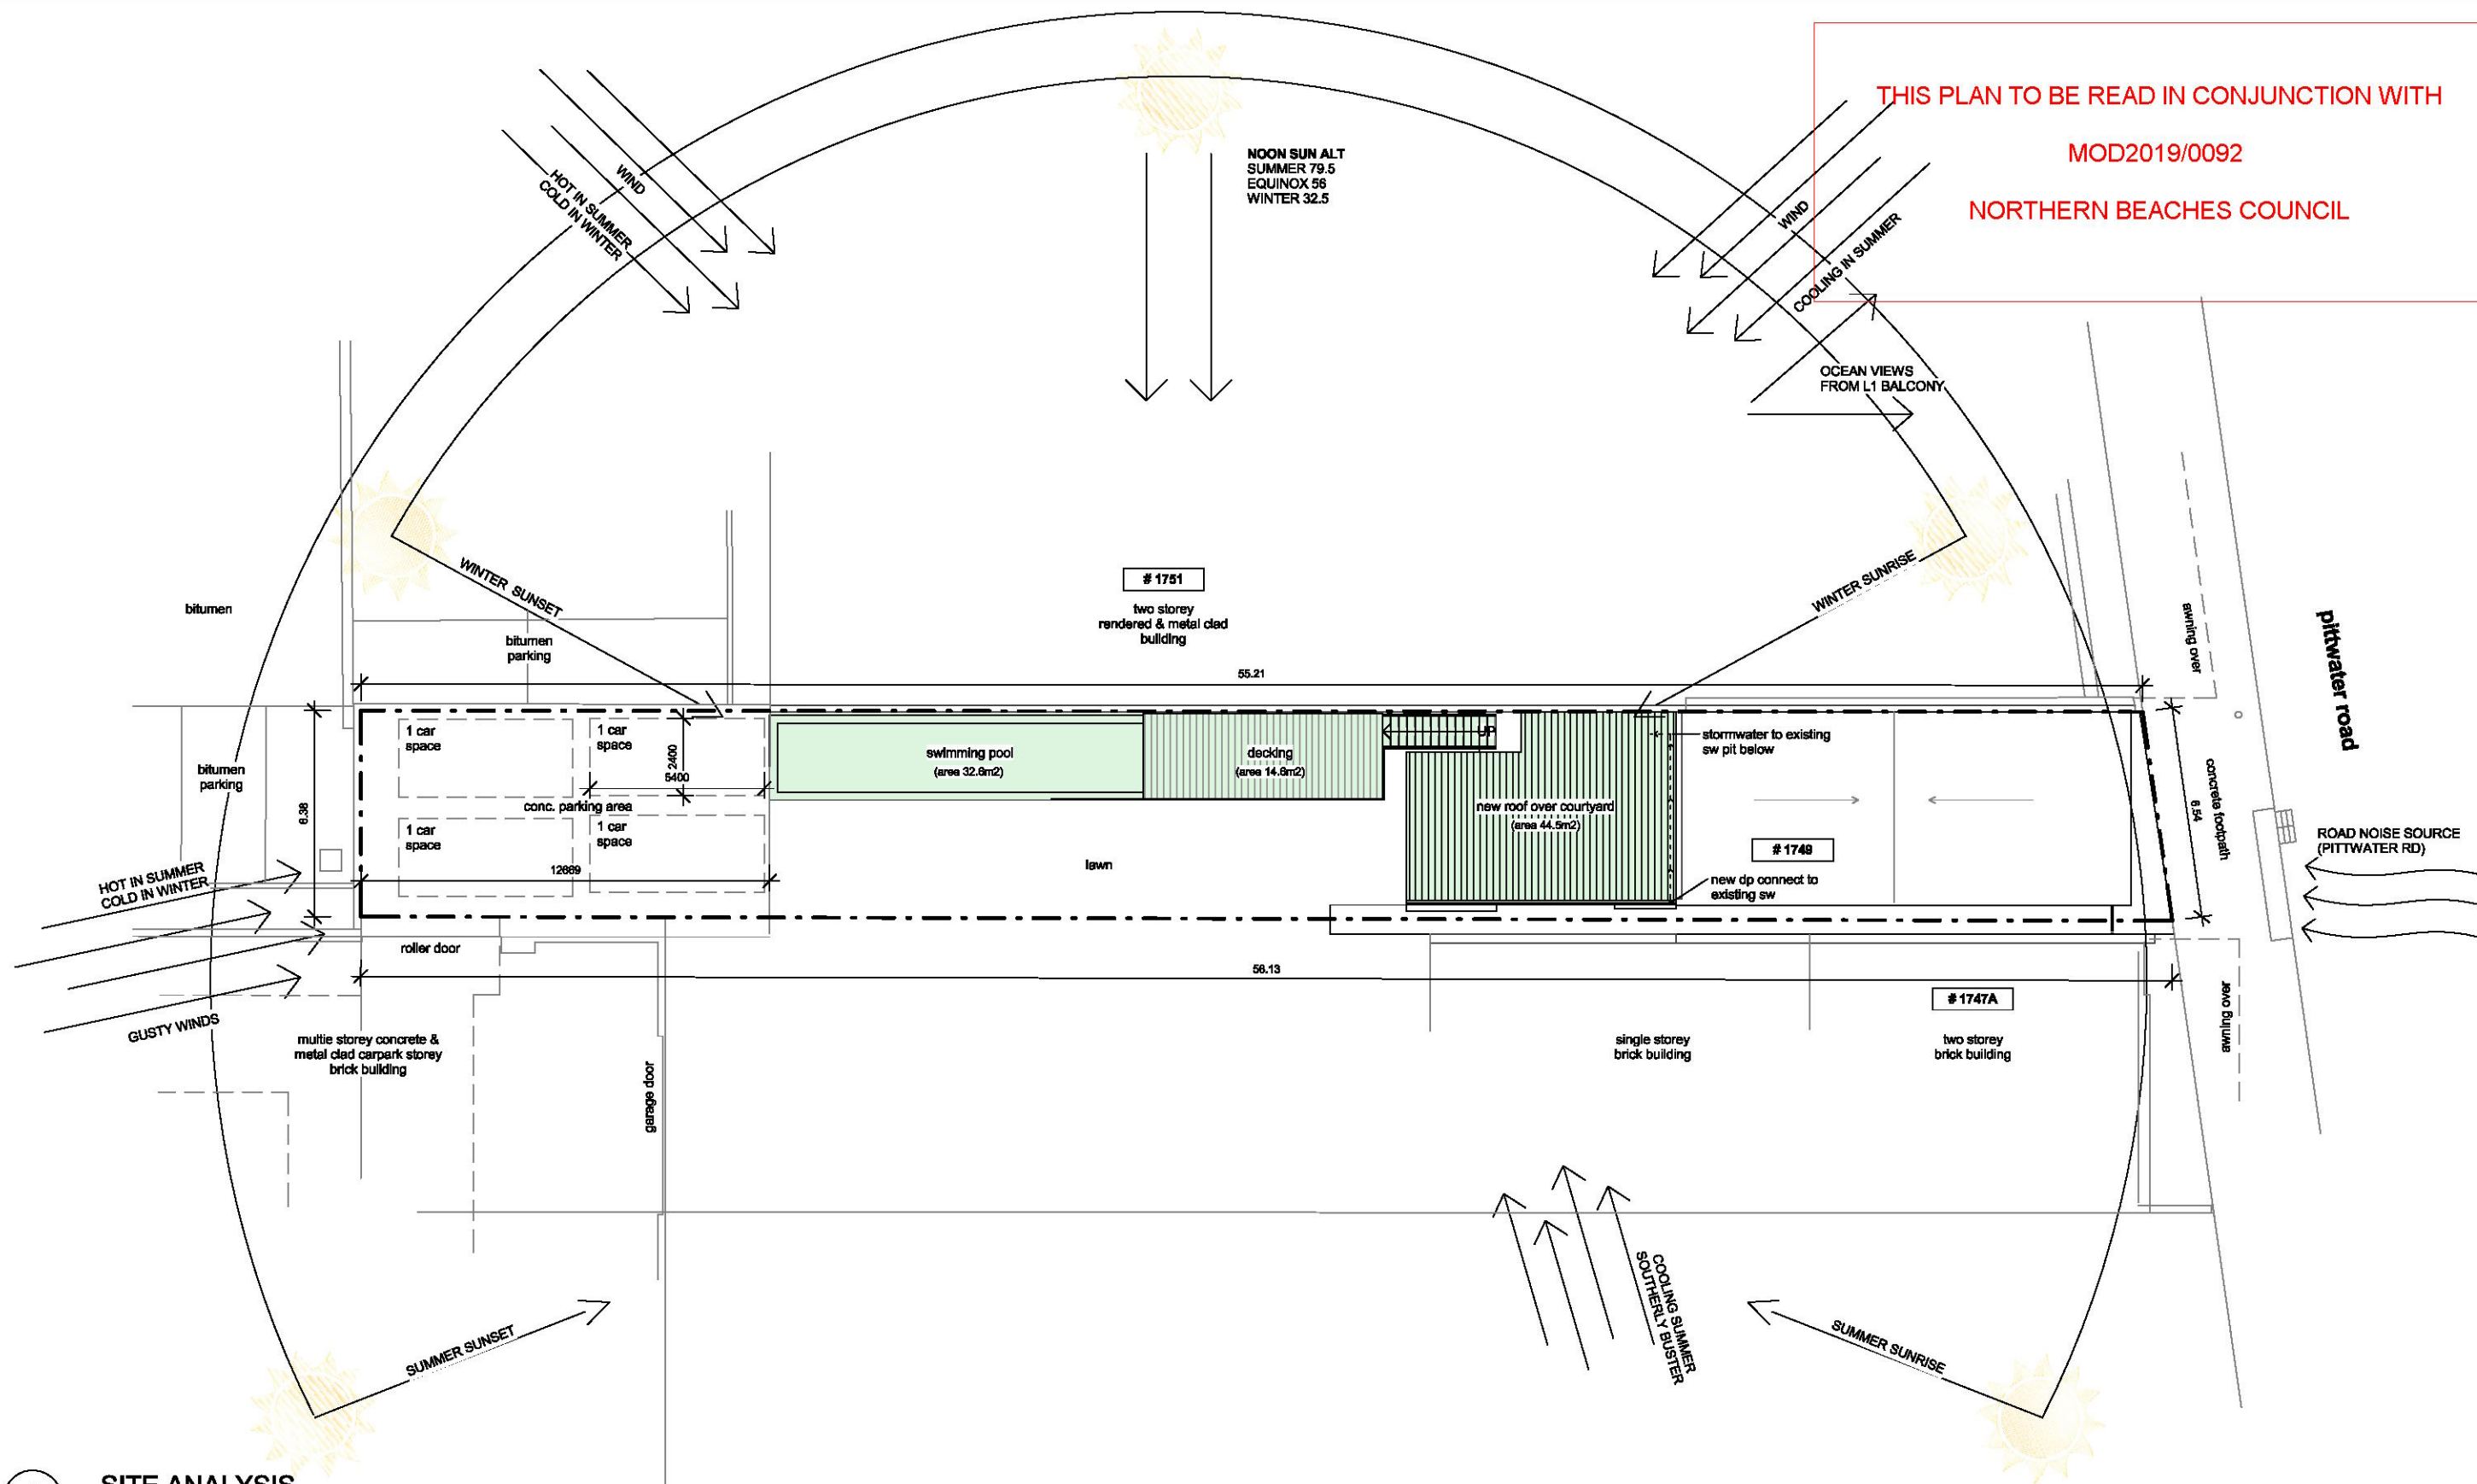 THIS PLAN TO BE READ IN CONJUNCTION WITH
MOD2019/0092
NORTHERN BEACHES COUNCIL
WIND
HOT IN SUMMER
COLD IN WINTER
NOON SUN ALT
SUMMER 79.5
EQUINOX 56
WINTER 32.5
WIND
COOLING IN SUMMER
OCEAN VIEWS
FROM L1 BALCONY
WINTER SUNSET
WINTER SUNRISE
# 1751
two storey
rendered & metal clad
building
bitumen
bitumen
parking
awning over
pittwater road
55.21
1 car
space
1 car
space
2400
5400
swimming pool
(area 32.6m2)
decking
(area 14.6m2)
UP
stormwater to existing
sw pit below
bitumen
parking
6.38
conc. parking area
1 car
space
1 car
space
12669
lawn
new roof over courtyard
(area 44.5m2)
# 1749
new dp connect to
existing sw
6.54
concrete footpath
ROAD NOISE SOURCE
(PITTWATER RD)
HOT IN SUMMER
COLD IN WINTER
GUSTY WINDS
roller door
56.13
# 1747A
multie storey concrete &
metal clad carpark storey
brick building
garage door
single storey
brick building
two storey
brick building
awning over
COOLING SUMMER
SOUTHERLY BUSTER
SUMMER SUNSET
SUMMER SUNRISE
SITE ANALYSIS